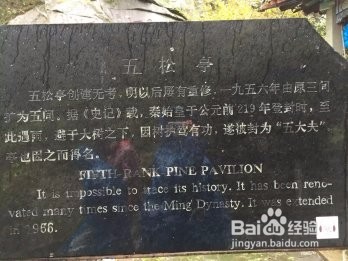 五松亭
五松亭创建无考，明以后屡有重修，一九五六年由原三间
扩为五间。据《史记》载，秦始皇于公元前219年登封时，至
此遇雨，避于大树之下，因树护驾有功，遂被封为“五大夫”
亭也因之而得名。
FIFTH-RANK PINE PAVILION
It is impossible to trace its history. It has been reno-
vated many times since the Ming Dynasty. It was extended
in 1956.
Baidu经验
jingyan.baidu.com